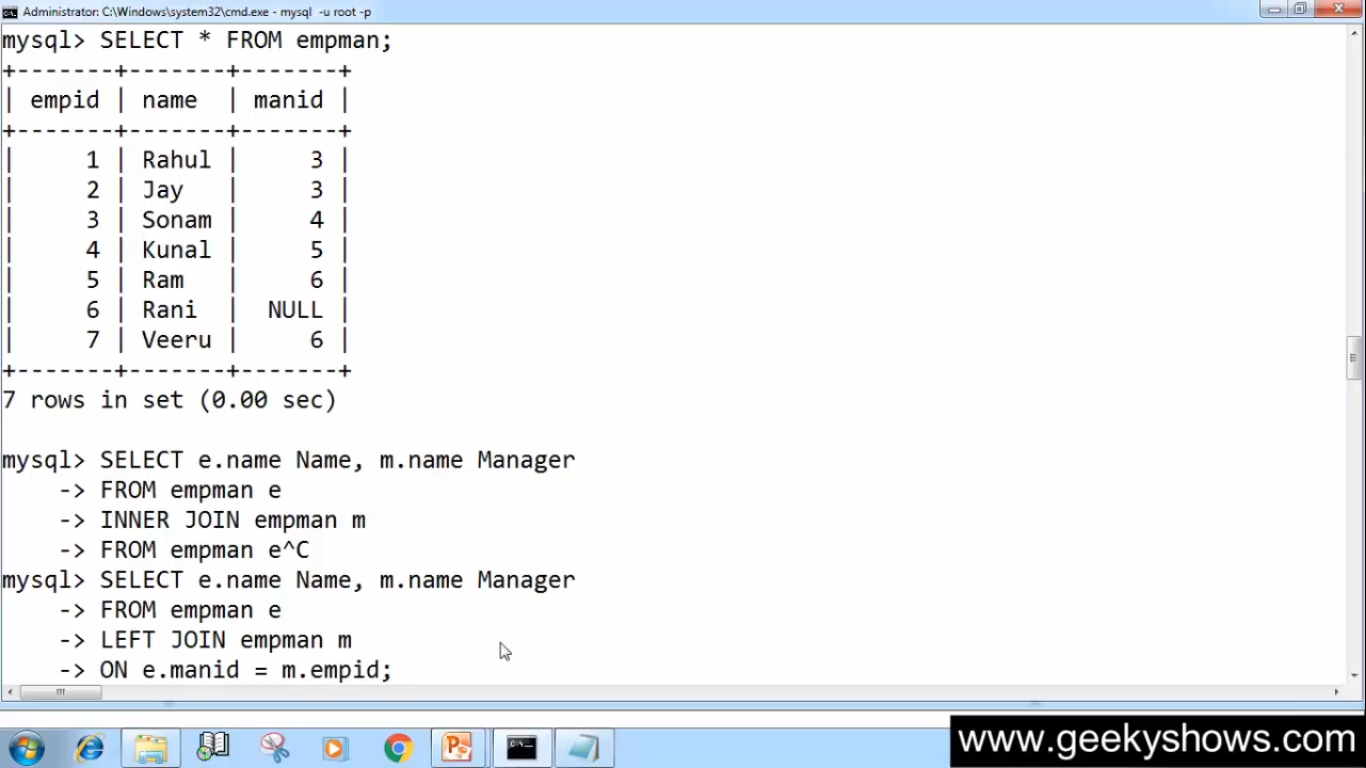 Administrator: C:\Windows\system32\cmd.exe - mysql -u root -p
mysql> SELECT * FROM empman;
+-------+-------+-------+
| empid | name  | manid |
+-------+-------+-------+
|     1 | Rahul |     3 |
|     2 | Jay   |     3 |
|     3 | Sonam |     4 |
|     4 | Kunal |     5 |
|     5 | Ram   |     6 |
|     6 | Rani  |  NULL |
|     7 | Veeru |     6 |
+-------+-------+-------+
7 rows in set (0.00 sec)
mysql> SELECT e.name Name, m.name Manager
    -> FROM empman e
    -> INNER JOIN empman m
    -> FROM empman e^C
mysql> SELECT e.name Name, m.name Manager
    -> FROM empman e
    -> LEFT JOIN empman m
    -> ON e.manid = m.empid;
www.geekyshows.com